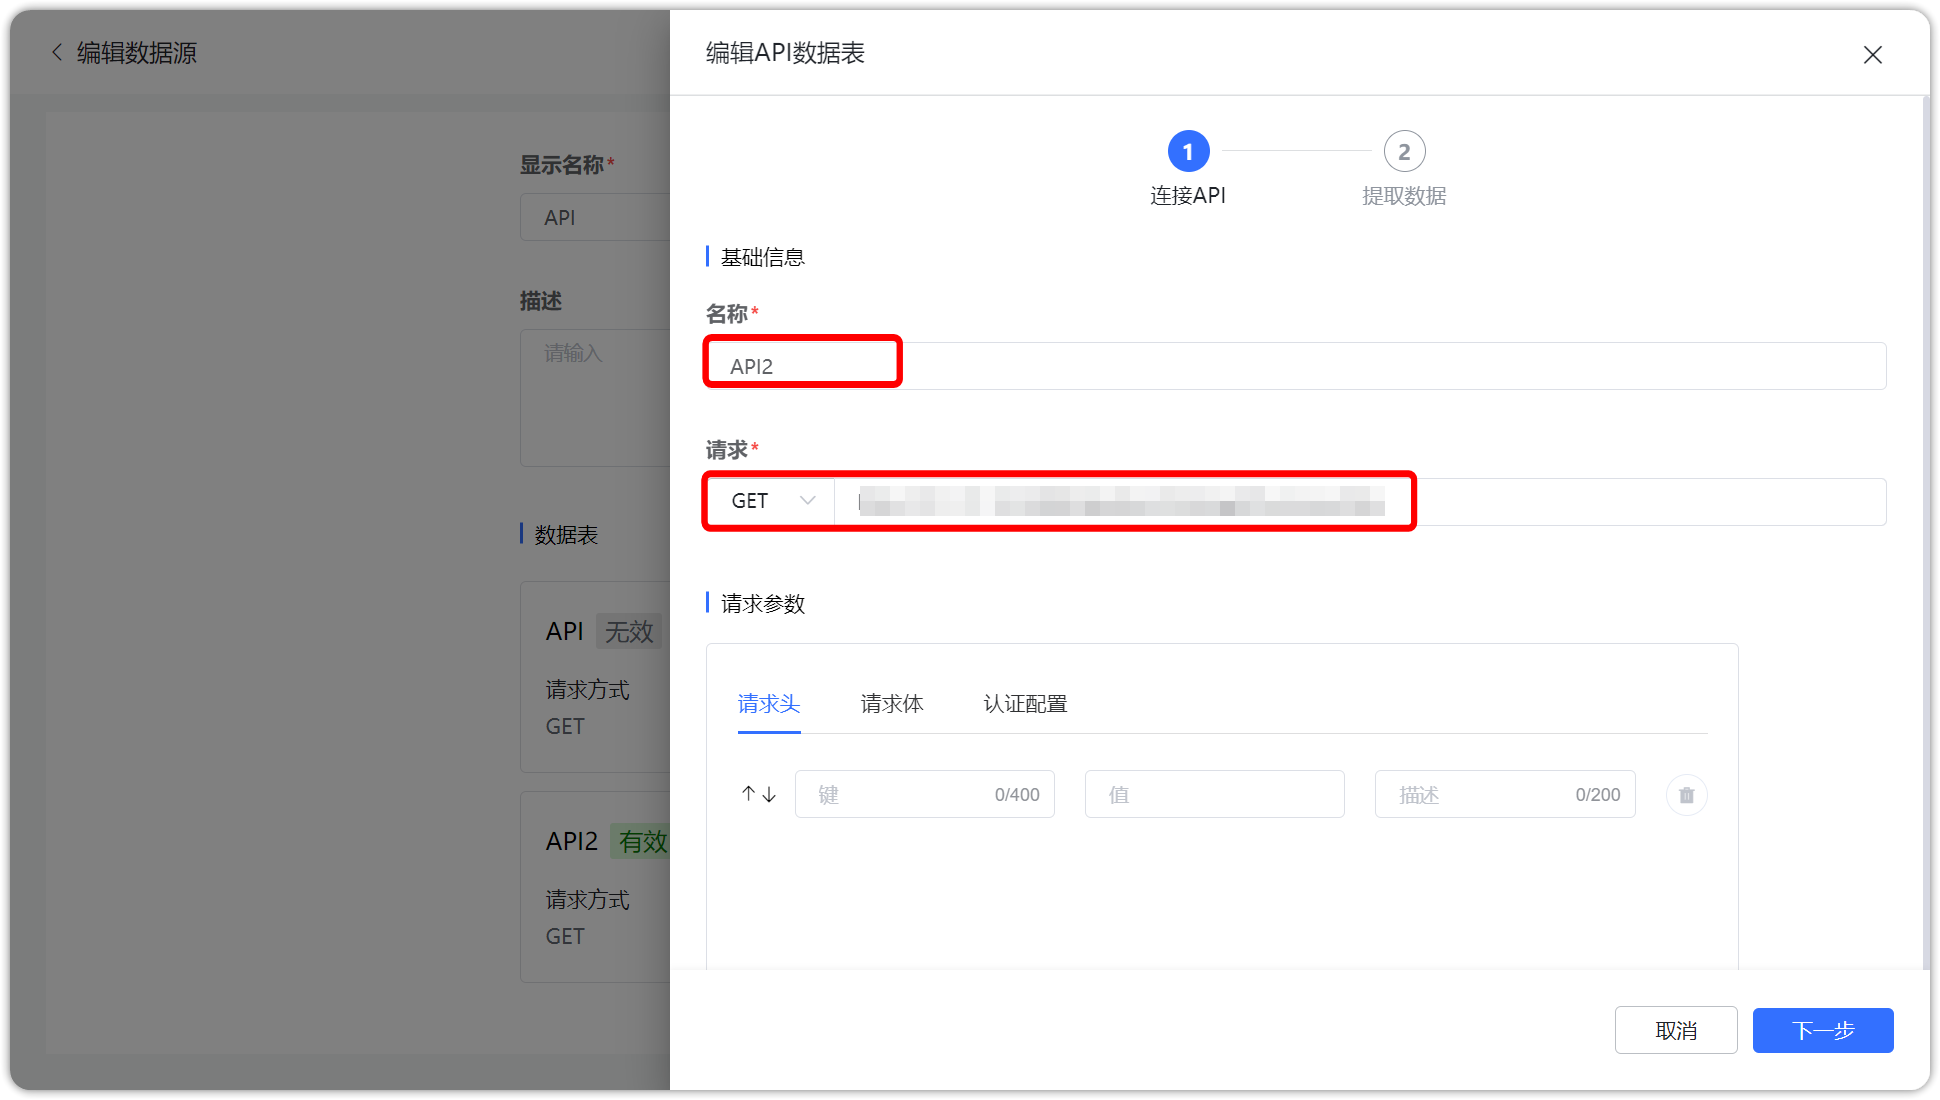 编辑数据源
显示名称*
API
描述
请输入
数据表
API 无效
请求方式
GET
API2 有效
请求方式
GET
编辑API数据表
1
连接API
2
提取数据
基础信息
名称*
API2
请求*
GET
请求参数
请求头 请求体 认证配置
键 0/400 值 描述 0/200
取消 下一步